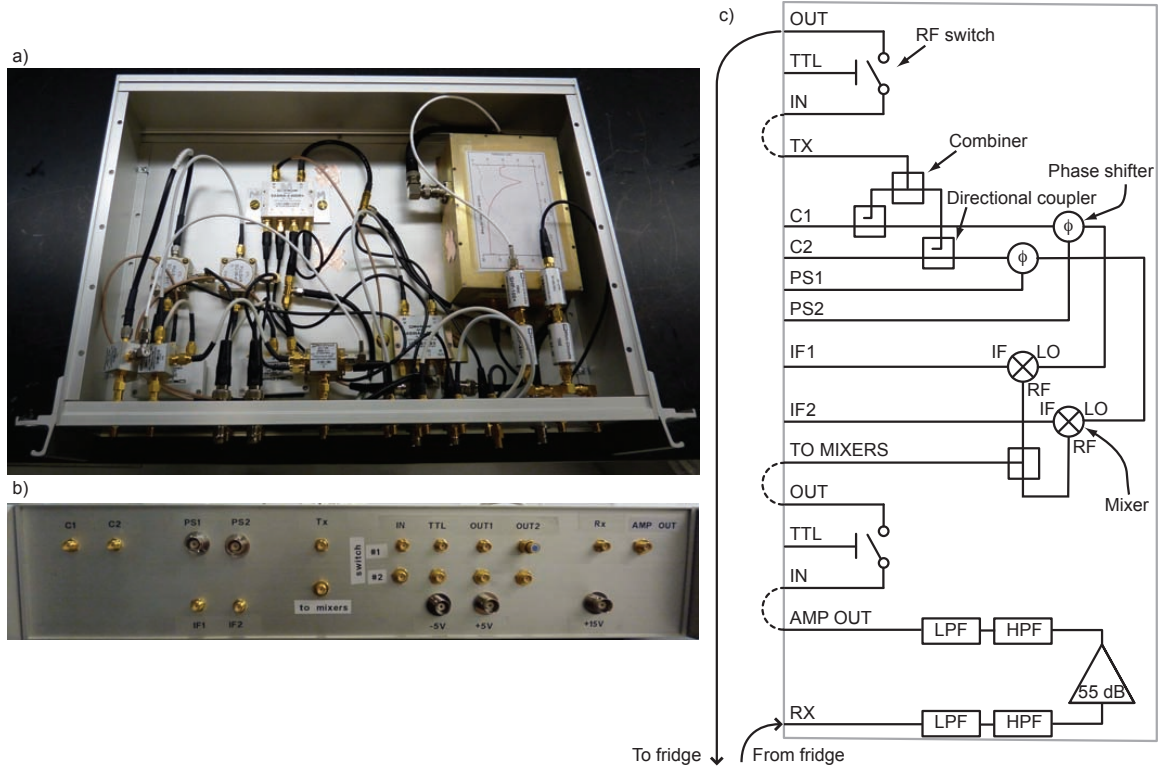 a)
b)
C1 C2 PS1 PS2 Tx IN TTL OUT1 OUT2 Rx AMP OUT
switch
#1
#2
to mixers
IF1 IF2 -5V +5V +15V
c)
OUT
RF switch
TTL
IN
TX
Combiner
Phase shifter
Directional coupler
C1
ϕ
C2
ϕ
PS1
PS2
IF1 IF LO
RF
IF2 IF LO
RF
TO MIXERS
Mixer
OUT
TTL
IN
AMP OUT LPF HPF
55 dB
RX LPF HPF
To fridge From fridge